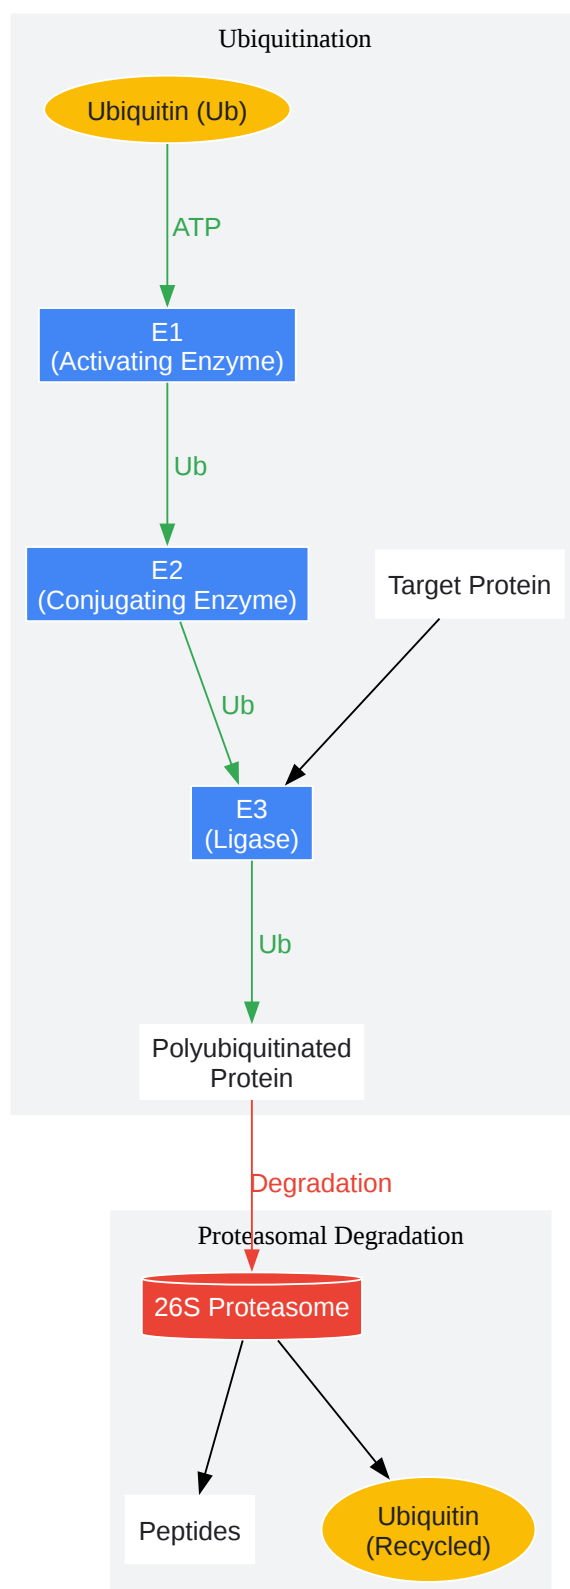 Ubiquitination
Ubiquitin (Ub)
ATP
E1
(Activating Enzyme)
Ub
E2
(Conjugating Enzyme)
Target Protein
Ub
E3
(Ligase)
Ub
Polyubiquitinated
Protein
Degradation
Proteasomal Degradation
26S Proteasome
Peptides
Ubiquitin
(Recycled)